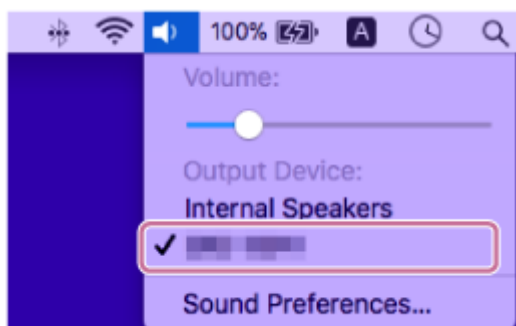 100% A
Volume:
Output Device:
Internal Speakers
Sound Preferences...